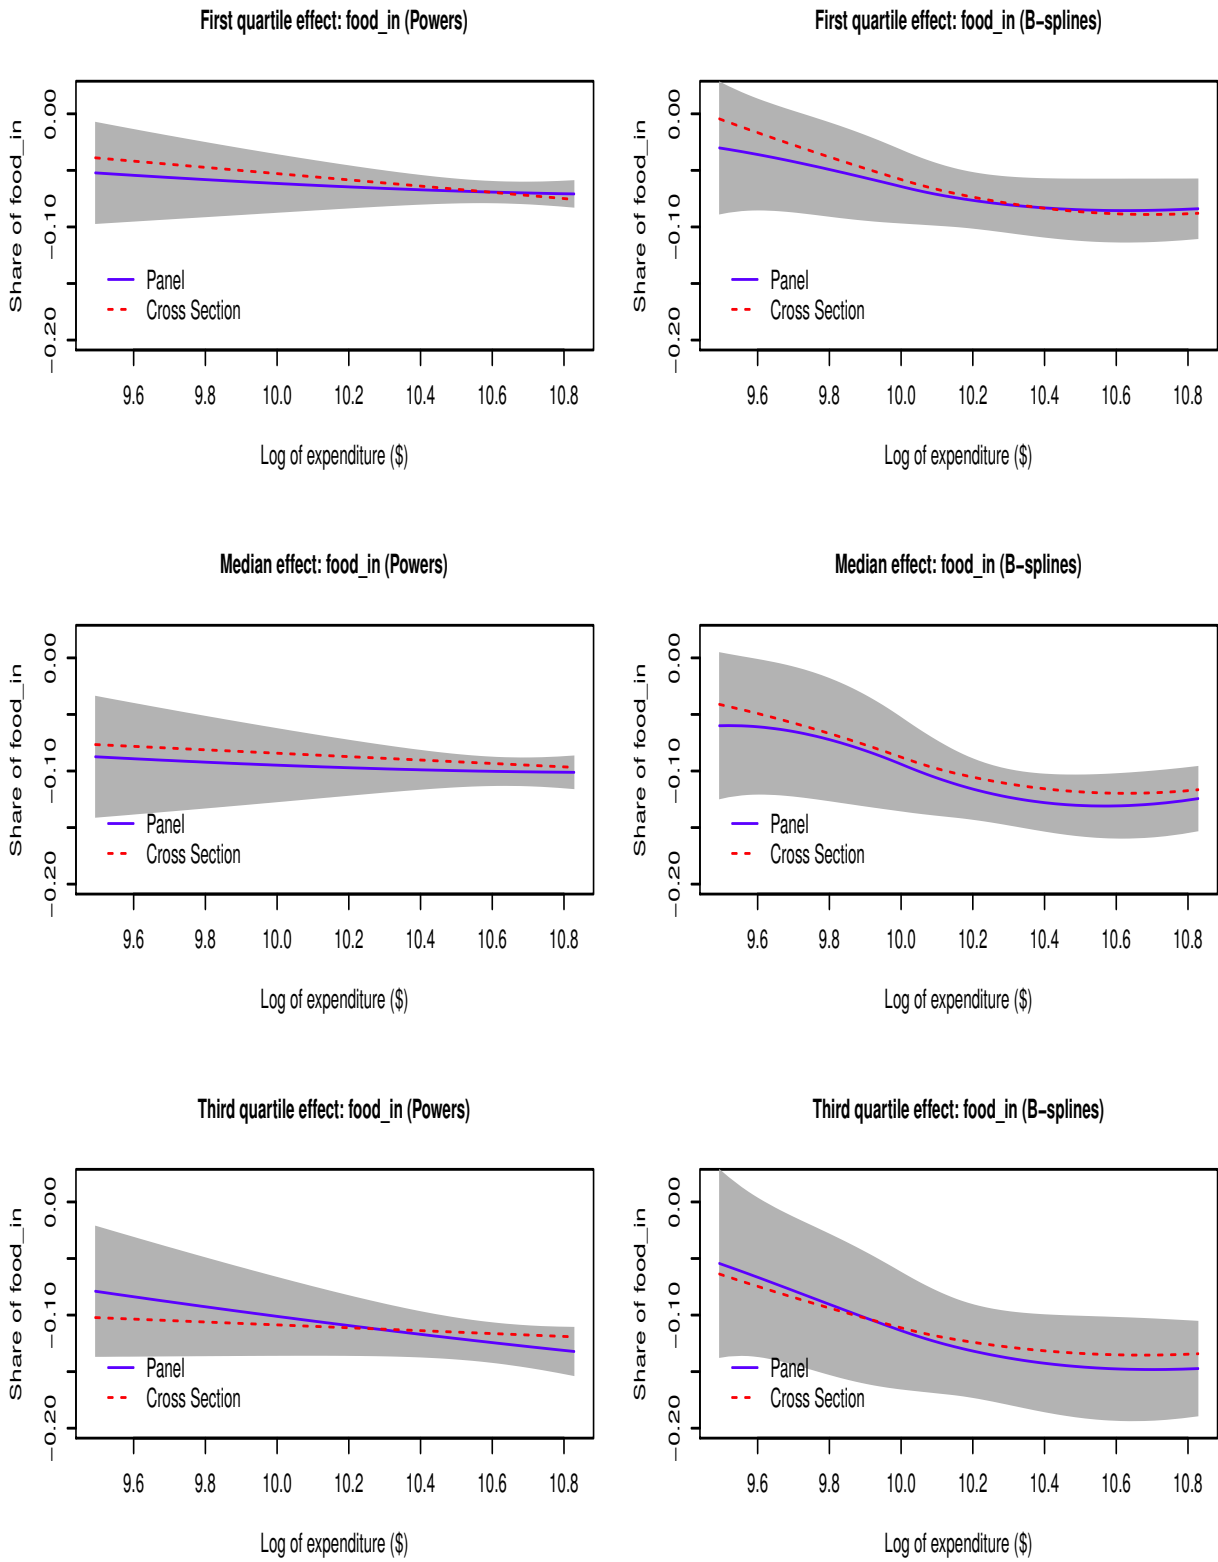 First quartile effect: food_in (Powers)
Share of food_in
0.00
−0.10
−0.20
Panel
Cross Section
9.6 9.8 10.0 10.2 10.4 10.6 10.8
Log of expenditure ($)
First quartile effect: food_in (B−splines)
Share of food_in
0.00
−0.10
−0.20
Panel
Cross Section
9.6 9.8 10.0 10.2 10.4 10.6 10.8
Log of expenditure ($)
Median effect: food_in (Powers)
Share of food_in
0.00
−0.10
−0.20
Panel
Cross Section
9.6 9.8 10.0 10.2 10.4 10.6 10.8
Log of expenditure ($)
Median effect: food_in (B−splines)
Share of food_in
0.00
−0.10
−0.20
Panel
Cross Section
9.6 9.8 10.0 10.2 10.4 10.6 10.8
Log of expenditure ($)
Third quartile effect: food_in (Powers)
Share of food_in
0.00
−0.10
−0.20
Panel
Cross Section
9.6 9.8 10.0 10.2 10.4 10.6 10.8
Log of expenditure ($)
Third quartile effect: food_in (B−splines)
Share of food_in
0.00
−0.10
−0.20
Panel
Cross Section
9.6 9.8 10.0 10.2 10.4 10.6 10.8
Log of expenditure ($)